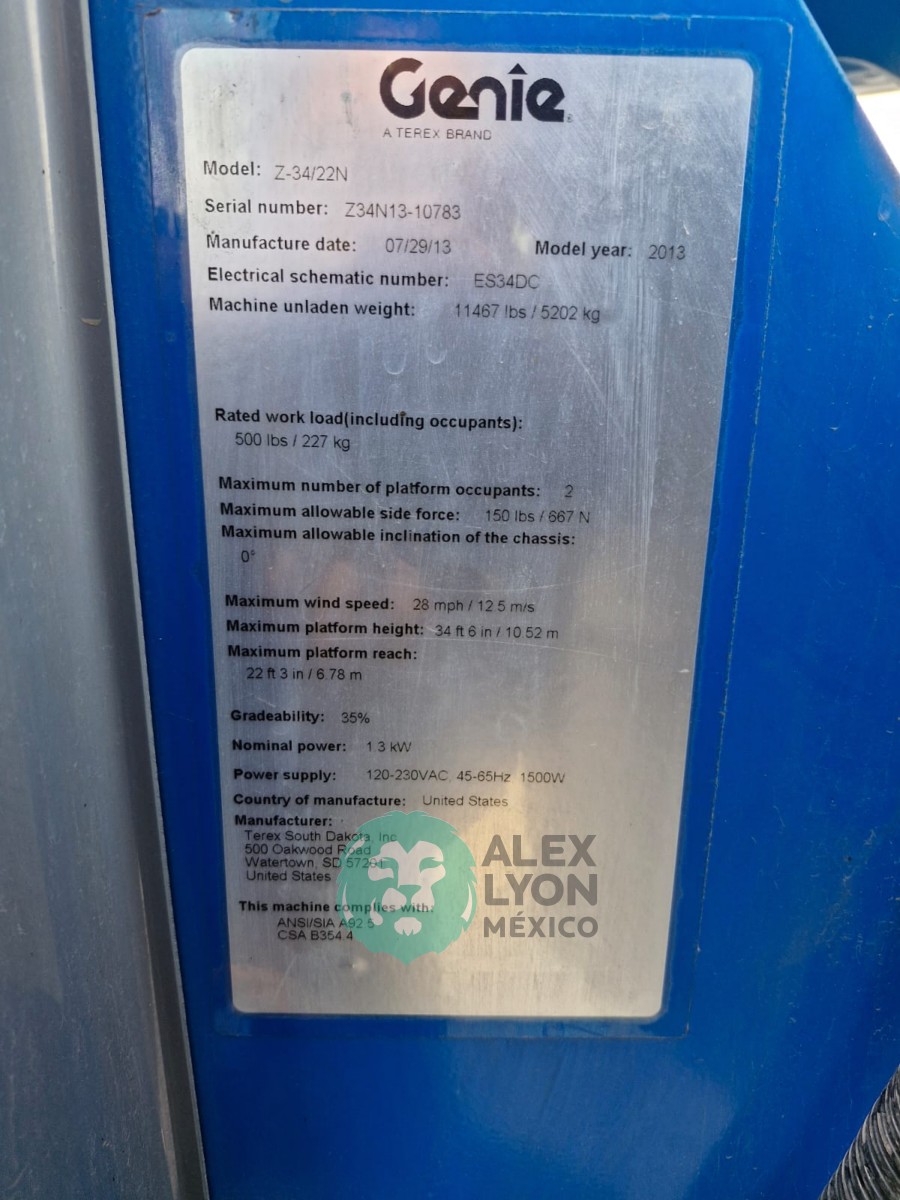 Genie
A TEREX BRAND
Model: Z-34/22N
Serial number: Z34N13-10783
Manufacture date: 07/29/13 Model year: 2013
Electrical schematic number: ES34DC
Machine unladen weight: 11467 lbs / 5202 kg
Rated work load(including occupants):
500 lbs / 227 kg
Maximum number of platform occupants: 2
Maximum allowable side force: 150 lbs / 667 N
Maximum allowable inclination of the chassis:
0°
Maximum wind speed: 28 mph / 12.5 m/s
Maximum platform height: 34 ft 6 in / 10.52 m
Maximum platform reach:
22 ft 3 in / 6.78 m
Gradeability: 35%
Nominal power: 1.3 kW
Power supply: 120-230VAC, 45-65Hz, 1500W
Country of manufacture: United States
Manufacturer:
Terex South Dakota, Inc
500 Oakwood Road
Watertown, SD 57201
United States
This machine complies with:
ANSI/SIA A92.5
CSA B354.4
ALEX
LYON
MÉXICO